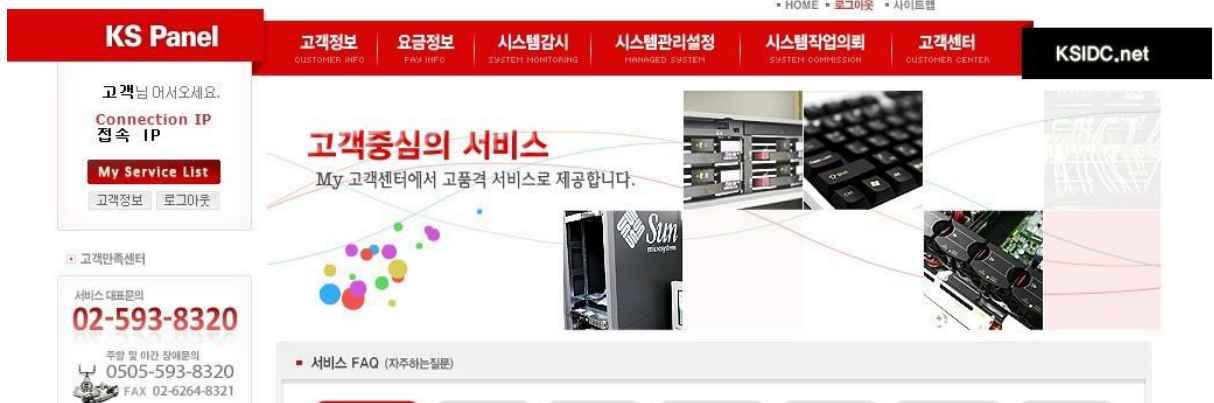 HOME 로그아웃 사이트맵
KS Panel
고객정보 요금정보 시스템감시 시스템관리설정 시스템작업의뢰 고객센터
CUSTOMER INFO PAY INFO SYSTEM MONITORING MANAGED SYSTEM SYSTEM COMMISSION CUSTOMER CENTER
KSIDC.net
고객님 어서오세요.
Connection IP
접속 IP
My Service List
고객정보 로그아웃
고객중심의 서비스
My 고객센터에서 고품격 서비스로 제공합니다.
Sun
microsystems
고객만족센터
서비스 대표문의
02-593-8320
주말 및 야간 장애문의
0505-593-8320
FAX 02-6264-8321
서비스 FAQ (자주하는질문)